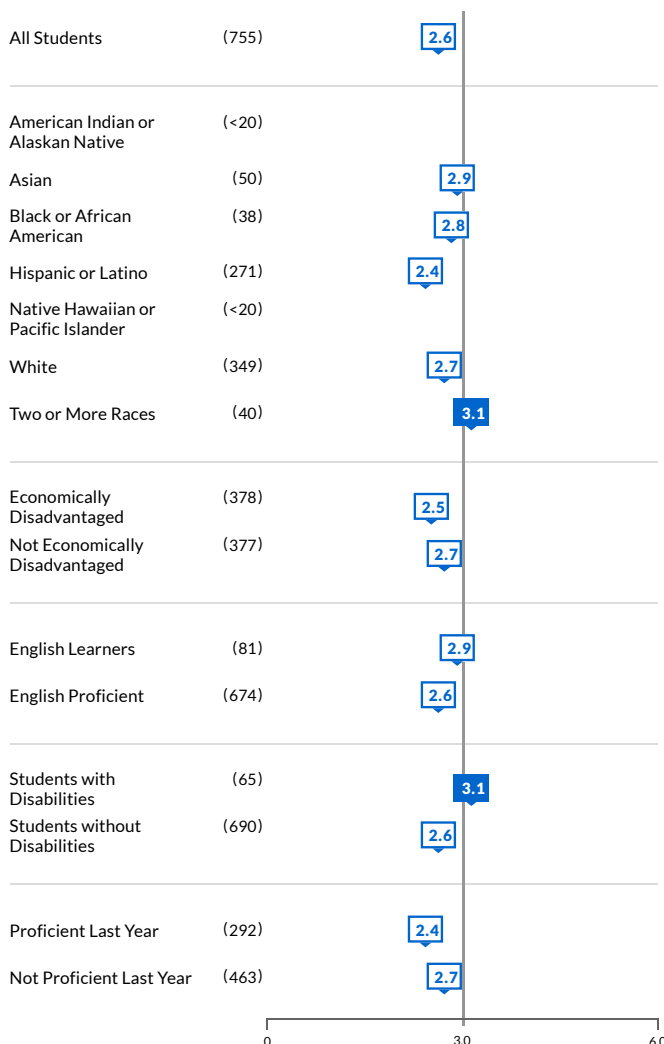 All Students (755) 2.6
American Indian or (<20)
Alaskan Native
Asian (50) 2.9
Black or African (38) 2.8
American
Hispanic or Latino (271) 2.4
Native Hawaiian or (<20)
Pacific Islander
White (349) 2.7
Two or More Races (40) 3.1
Economically (378) 2.5
Disadvantaged
Not Economically (377) 2.7
Disadvantaged
English Learners (81) 2.9
English Proficient (674) 2.6
Students with (65) 3.1
Disabilities
Students without (690) 2.6
Disabilities
Proficient Last Year (292) 2.4
Not Proficient Last Year (463) 2.7
0 3.0 6.0